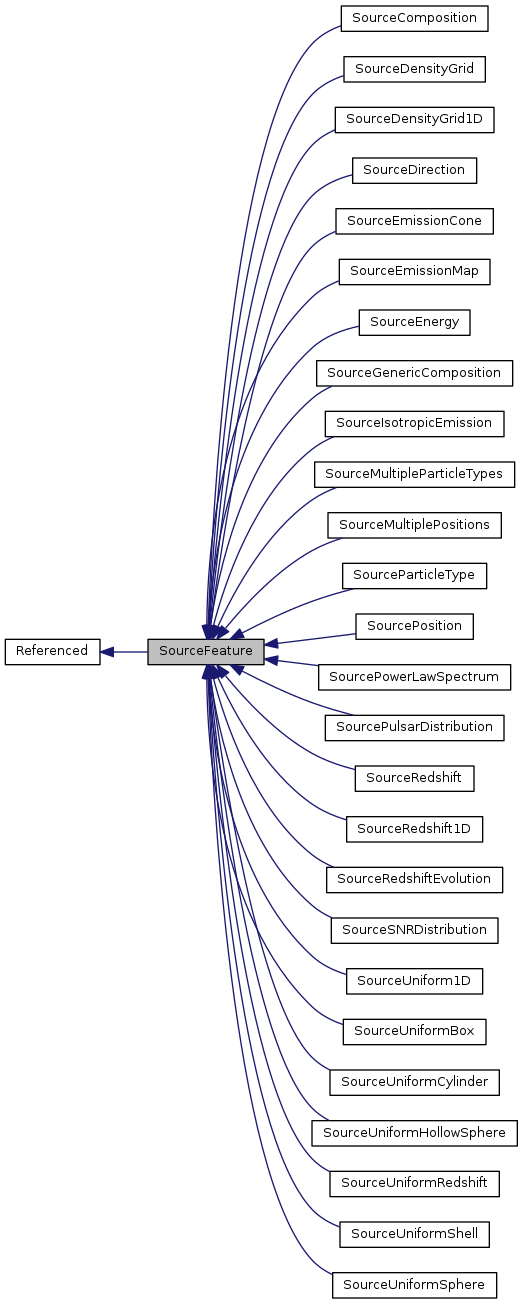 SourceComposition
SourceDensityGrid
SourceDensityGrid1D
SourceDirection
SourceEmissionCone
SourceEmissionMap
SourceEnergy
SourceGenericComposition
SourceIsotropicEmission
SourceMultipleParticleTypes
SourceMultiplePositions
SourceParticleType
SourcePosition
Referenced
SourceFeature
SourcePowerLawSpectrum
SourcePulsarDistribution
SourceRedshift
SourceRedshift1D
SourceRedshiftEvolution
SourceSNRDistribution
SourceUniform1D
SourceUniformBox
SourceUniformCylinder
SourceUniformHollowSphere
SourceUniformRedshift
SourceUniformShell
SourceUniformSphere